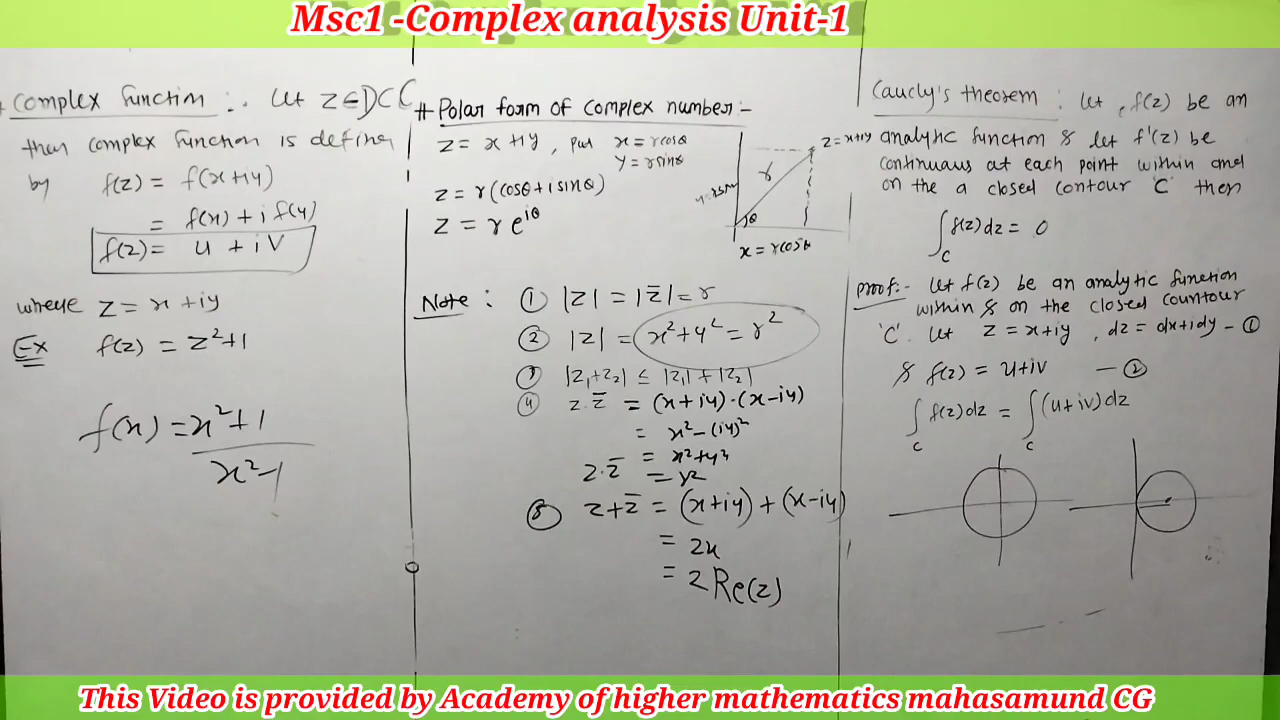 Msc1 -Complex analysis Unit-1
Complex function :. Let Z∈D⊂C
then complex function is define
by f(z) = f(x+iy)
= f(x) + i f(y)
f(z) = u + iV
where z = x + iy
Ex f(z) = z²+1
f(x) = x²+1
x²-1
# Polar form of complex number:-
z = x + iy , put x = rcosθ
y = rsinθ
z = r(cosθ + i sinθ)
z = r e^iθ
z=x+iy
r
θ
x = rcosθ
Note : ① |z| = |z̄| = r
② |z| = x²+y² = r²
③ |z₁+z₂| ≤ |z₁| + |z₂|
④ z.z̄ = (x+iy).(x-iy)
= x²-(iy)²
= x²+y²
z.z̄ = r²
⑤ z+z̄ = (x+iy) + (x-iy)
= 2x
= 2 Re(z)
Caucly's theorem : let f(z) be an
analytic function & let f'(z) be
continuous at each point within and
on the a closed contour 'C' then
∫c f(z)dz = 0
Proof:- Let f(z) be an analytic function
within & on the closed countour
'C'. Let z = x+iy , dz = dx+idy - ①
& f(z) = u+iv — ②
∫c f(z)dz = ∫c (u+iv)dz
This Video is provided by Academy of higher mathematics mahasamund CG